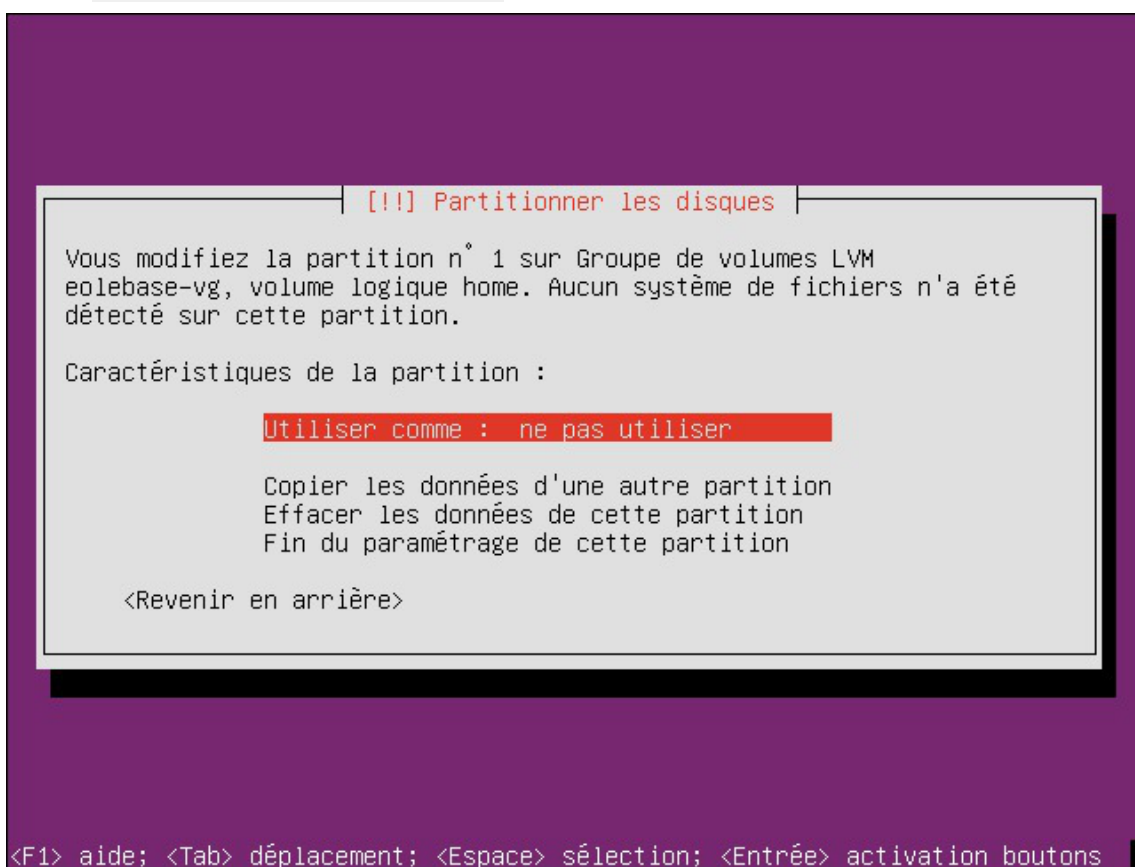 [!!] Partitionner les disques
Vous modifiez la partition n° 1 sur Groupe de volumes LVM
eolebase-vg, volume logique home. Aucun système de fichiers n'a été
détecté sur cette partition.
Caractéristiques de la partition :
Utiliser comme : ne pas utiliser
Copier les données d'une autre partition
Effacer les données de cette partition
Fin du paramétrage de cette partition
<Revenir en arrière>
<F1> aide; <Tab> déplacement; <Espace> sélection; <Entrée> activation boutons